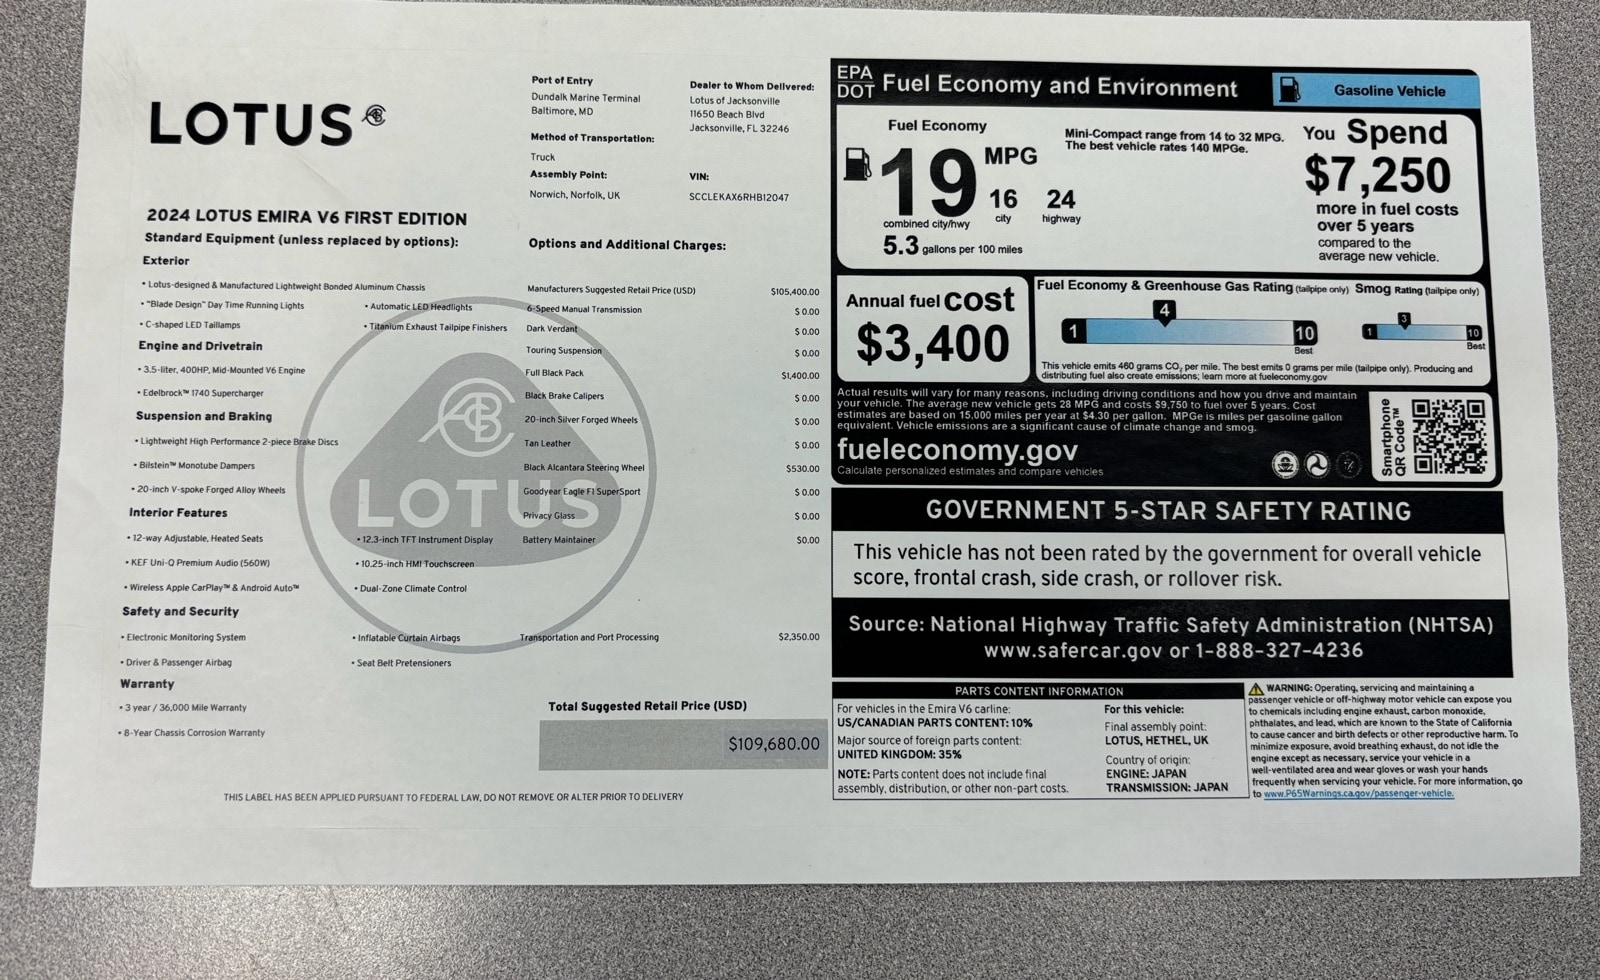 LOTUS
Port of Entry
Dundalk Marine Terminal
Baltimore, MD
Method of Transportation:
Truck
Assembly Point:
Norwich, Norfolk, UK
Dealer to Whom Delivered:
Lotus of Jacksonville
11650 Beach Blvd
Jacksonville, FL 32246
VIN:
SCCLEKAX6RHB12047
2024 LOTUS EMIRA V6 FIRST EDITION
Standard Equipment (unless replaced by options):
Exterior
• Lotus-designed & Manufactured Lightweight Bonded Aluminum Chassis
• "Blade Design" Day Time Running Lights
• Automatic LED Headlights
• C-shaped LED Taillamps
• Titanium Exhaust Tailpipe Finishers
Engine and Drivetrain
• 3.5-liter, 400HP, Mid-Mounted V6 Engine
• Edelbrock™ 1740 Supercharger
Suspension and Braking
• Lightweight High Performance 2-piece Brake Discs
• Bilstein™ Monotube Dampers
• 20-inch V-spoke Forged Alloy Wheels
Interior Features
• 12-way Adjustable, Heated Seats
• 12.3-inch TFT Instrument Display
• KEF Uni-Q Premium Audio (560W)
• 10.25-inch HMI Touchscreen
• Wireless Apple CarPlay™ & Android Auto™
• Dual-Zone Climate Control
Safety and Security
• Electronic Monitoring System
• Inflatable Curtain Airbags
• Driver & Passenger Airbag
• Seat Belt Pretensioners
Warranty
• 3 year / 36,000 Mile Warranty
• 8-Year Chassis Corrosion Warranty
LOTUS
Options and Additional Charges:
Manufacturers Suggested Retail Price (USD) $105,400.00
6-Speed Manual Transmission $ 0.00
Dark Verdant $ 0.00
Touring Suspension $ 0.00
Full Black Pack $1,400.00
Black Brake Calipers $ 0.00
20-inch Silver Forged Wheels $ 0.00
Tan Leather $ 0.00
Black Alcantara Steering Wheel $530.00
Goodyear Eagle F1 SuperSport $ 0.00
Privacy Glass $ 0.00
Battery Maintainer $0.00
Transportation and Port Processing $2,350.00
Total Suggested Retail Price (USD)
$109,680.00
THIS LABEL HAS BEEN APPLIED PURSUANT TO FEDERAL LAW, DO NOT REMOVE OR ALTER PRIOR TO DELIVERY
EPA
DOT
Fuel Economy and Environment
Gasoline Vehicle
Fuel Economy
19 MPG
combined city/hwy
16
city
24
highway
5.3 gallons per 100 miles
Mini-Compact range from 14 to 32 MPG.
The best vehicle rates 140 MPGe.
You Spend
$7,250
more in fuel costs
over 5 years
compared to the
average new vehicle.
Annual fuel cost
$3,400
Fuel Economy & Greenhouse Gas Rating (tailpipe only)
1
4
10
Best
Smog Rating (tailpipe only)
1
3
10
Best
This vehicle emits 460 grams CO2 per mile. The best emits 0 grams per mile (tailpipe only). Producing and
distributing fuel also create emissions; learn more at fueleconomy.gov
Actual results will vary for many reasons, including driving conditions and how you drive and maintain
your vehicle. The average new vehicle gets 28 MPG and costs $9,750 to fuel over 5 years. Cost
estimates are based on 15,000 miles per year at $4.30 per gallon. MPGe is miles per gasoline gallon
equivalent. Vehicle emissions are a significant cause of climate change and smog.
fueleconomy.gov
Calculate personalized estimates and compare vehicles
Smartphone
QR Code™
GOVERNMENT 5-STAR SAFETY RATING
This vehicle has not been rated by the government for overall vehicle
score, frontal crash, side crash, or rollover risk.
Source: National Highway Traffic Safety Administration (NHTSA)
www.safercar.gov or 1-888-327-4236
PARTS CONTENT INFORMATION
For vehicles in the Emira V6 carline:
US/CANADIAN PARTS CONTENT: 10%
Major source of foreign parts content:
UNITED KINGDOM: 35%
NOTE: Parts content does not include final
assembly, distribution, or other non-part costs.
For this vehicle:
Final assembly point:
LOTUS, HETHEL, UK
Country of origin:
ENGINE: JAPAN
TRANSMISSION: JAPAN
WARNING: Operating, servicing and maintaining a
passenger vehicle or off-highway motor vehicle can expose you
to chemicals including engine exhaust, carbon monoxide,
phthalates, and lead, which are known to the State of California
to cause cancer and birth defects or other reproductive harm. To
minimize exposure, avoid breathing exhaust, do not idle the
engine except as necessary, service your vehicle in a
well-ventilated area and wear gloves or wash your hands
frequently when servicing your vehicle. For more information, go
to www.P65Warnings.ca.gov/passenger-vehicle.